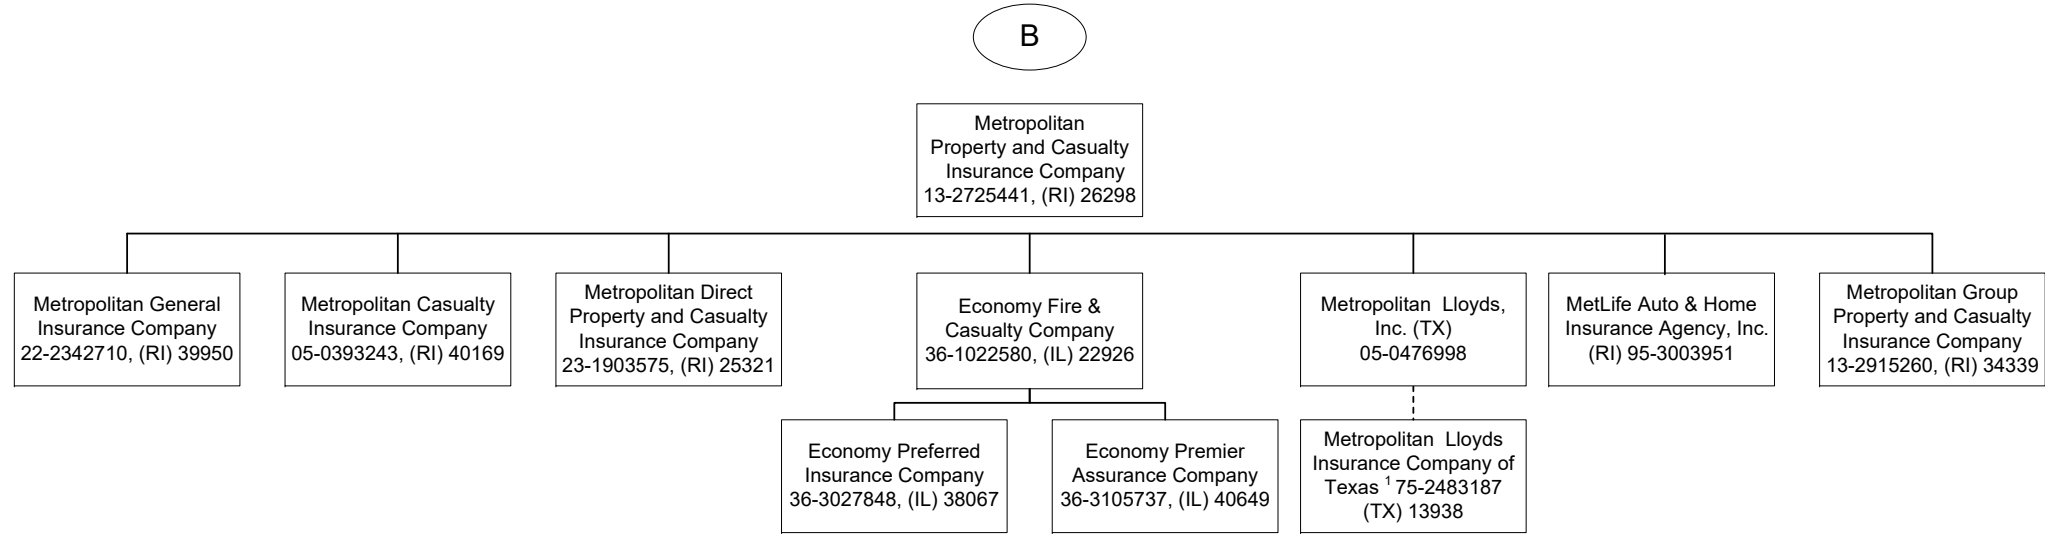 B
Metropolitan
Property and Casualty
Insurance Company
13-2725441, (RI) 26298
Metropolitan General
Insurance Company
22-2342710, (RI) 39950
Metropolitan Casualty
Insurance Company
05-0393243, (RI) 40169
Metropolitan Direct
Property and Casualty
Insurance Company
23-1903575, (RI) 25321
Economy Fire &
Casualty Company
36-1022580, (IL) 22926
Metropolitan Lloyds,
Inc. (TX)
05-0476998
MetLife Auto & Home
Insurance Agency, Inc.
(RI) 95-3003951
Metropolitan Group
Property and Casualty
Insurance Company
13-2915260, (RI) 34339
Economy Preferred
Insurance Company
36-3027848, (IL) 38067
Economy Premier
Assurance Company
36-3105737, (IL) 40649
Metropolitan Lloyds
Insurance Company of
Texas ¹ 75-2483187
(TX) 13938